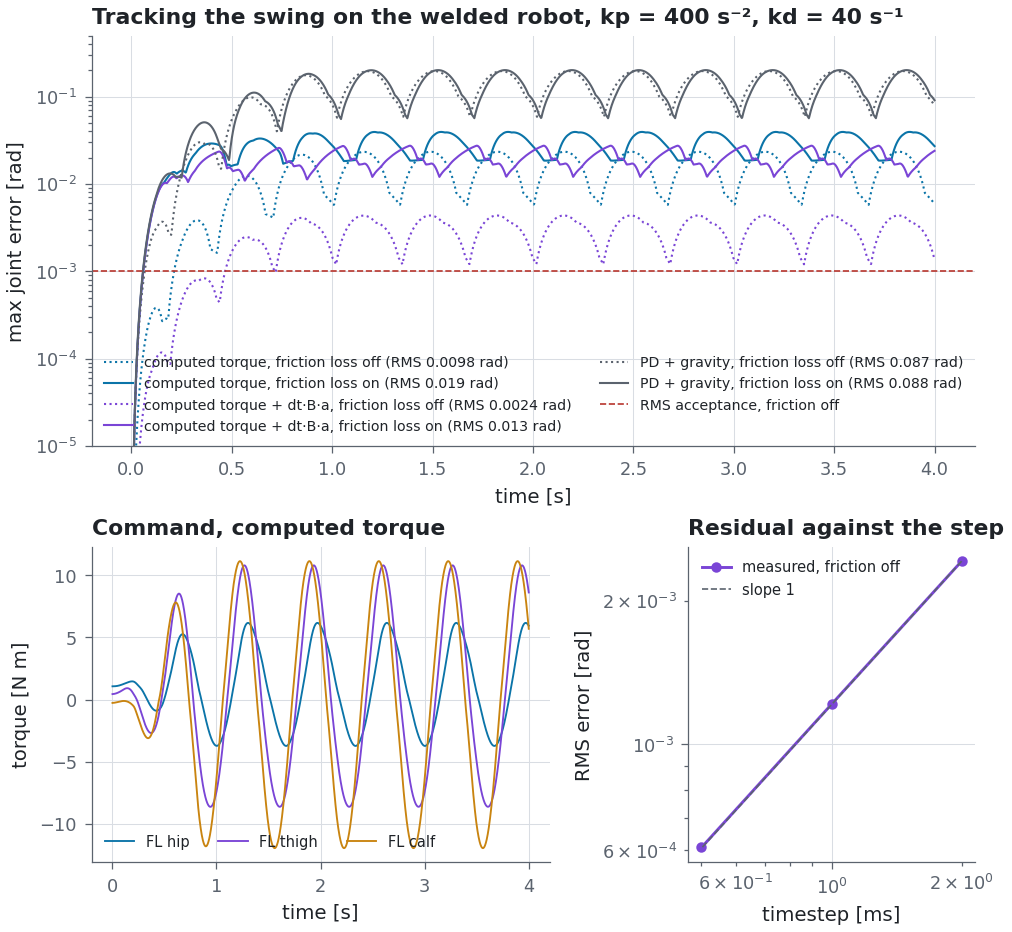 Tracking the swing on the welded robot, kp = 400 s⁻², kd = 40 s⁻¹
max joint error [rad]
10⁻¹
10⁻²
10⁻³
10⁻⁴
10⁻⁵
computed torque, friction loss off (RMS 0.0098 rad)
computed torque, friction loss on (RMS 0.019 rad)
computed torque + dt·B·a, friction loss off (RMS 0.0024 rad)
computed torque + dt·B·a, friction loss on (RMS 0.013 rad)
PD + gravity, friction loss off (RMS 0.087 rad)
PD + gravity, friction loss on (RMS 0.088 rad)
RMS acceptance, friction off
0.0 0.5 1.0 1.5 2.0 2.5 3.0 3.5 4.0
time [s]
Command, computed torque
torque [N m]
10
5
0
−5
−10
FL hip FL thigh FL calf
0 1 2 3 4
time [s]
Residual against the step
RMS error [rad]
2 × 10⁻³
10⁻³
6 × 10⁻⁴
measured, friction off
slope 1
6 × 10⁻¹ 10⁰ 2 × 10⁰
timestep [ms]